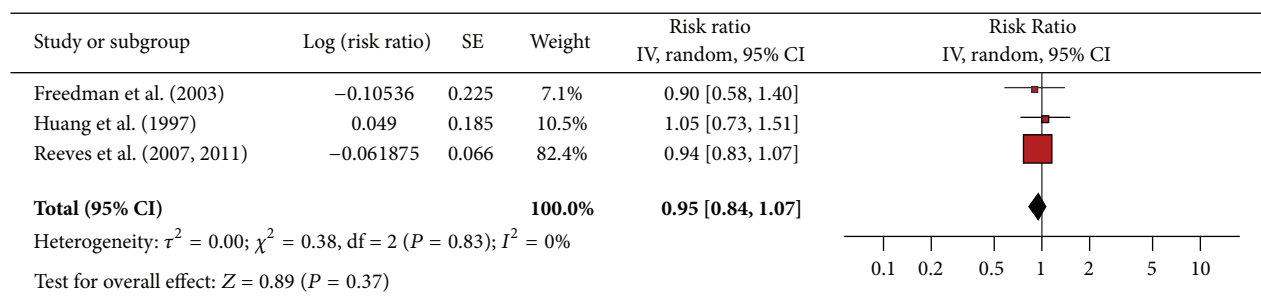 Study or subgroup Log (risk ratio) SE Weight Risk ratio IV, random, 95% CI Risk Ratio IV, random, 95% CI
Freedman et al. (2003) −0.10536 0.225 7.1% 0.90 [0.58, 1.40]
Huang et al. (1997) 0.049 0.185 10.5% 1.05 [0.73, 1.51]
Reeves et al. (2007, 2011) −0.061875 0.066 82.4% 0.94 [0.83, 1.07]
Total (95% CI) 100.0% 0.95 [0.84, 1.07]
Heterogeneity: τ² = 0.00; χ² = 0.38, df = 2 (P = 0.83); I² = 0%
Test for overall effect: Z = 0.89 (P = 0.37)
0.1 0.2 0.5 1 2 5 10